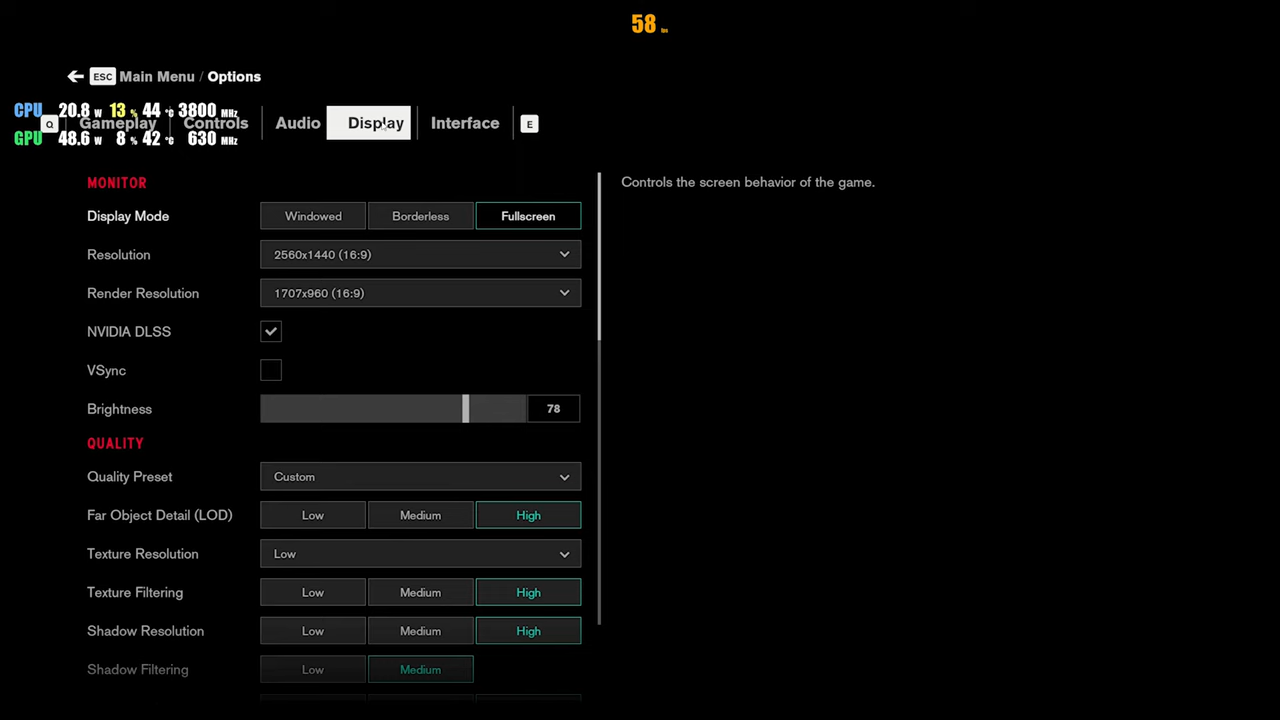 58 fps
ESC Main Menu / Options
CPU 20.8 W 13 % 44 °C 3800 MHz
Q Gameplay Controls Audio Display Interface E
GPU 48.6 W 8 % 42 °C 630 MHz
MONITOR
Controls the screen behavior of the game.
Display Mode Windowed Borderless Fullscreen
Resolution 2560x1440 (16:9)
Render Resolution 1707x960 (16:9)
NVIDIA DLSS
VSync
Brightness 78
QUALITY
Quality Preset Custom
Far Object Detail (LOD) Low Medium High
Texture Resolution Low
Texture Filtering Low Medium High
Shadow Resolution Low Medium High
Shadow Filtering Low Medium